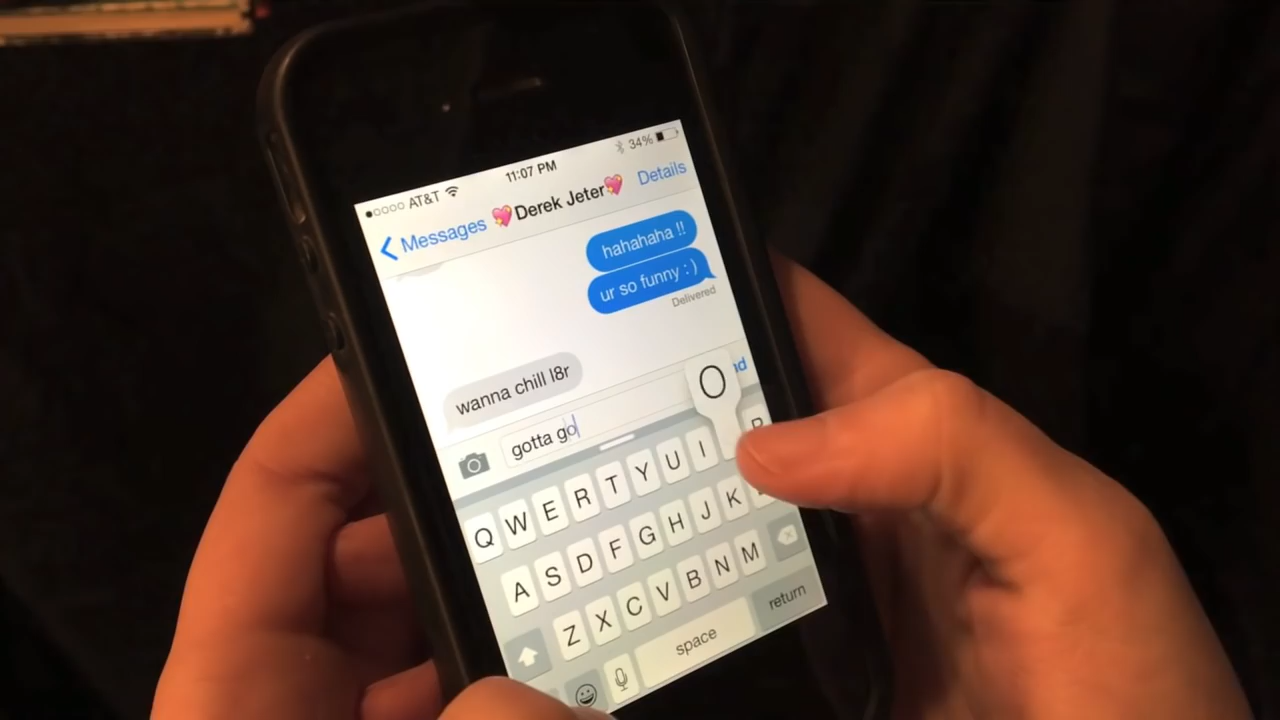 AT&T 11:07 PM 34%
Messages 💖Derek Jeter💖 Details
hahahaha !!
ur so funny : )
Delivered
wanna chill l8r
gotta go
O
Q W E R T Y U I P
A S D F G H J K
Z X C V B N M
space return